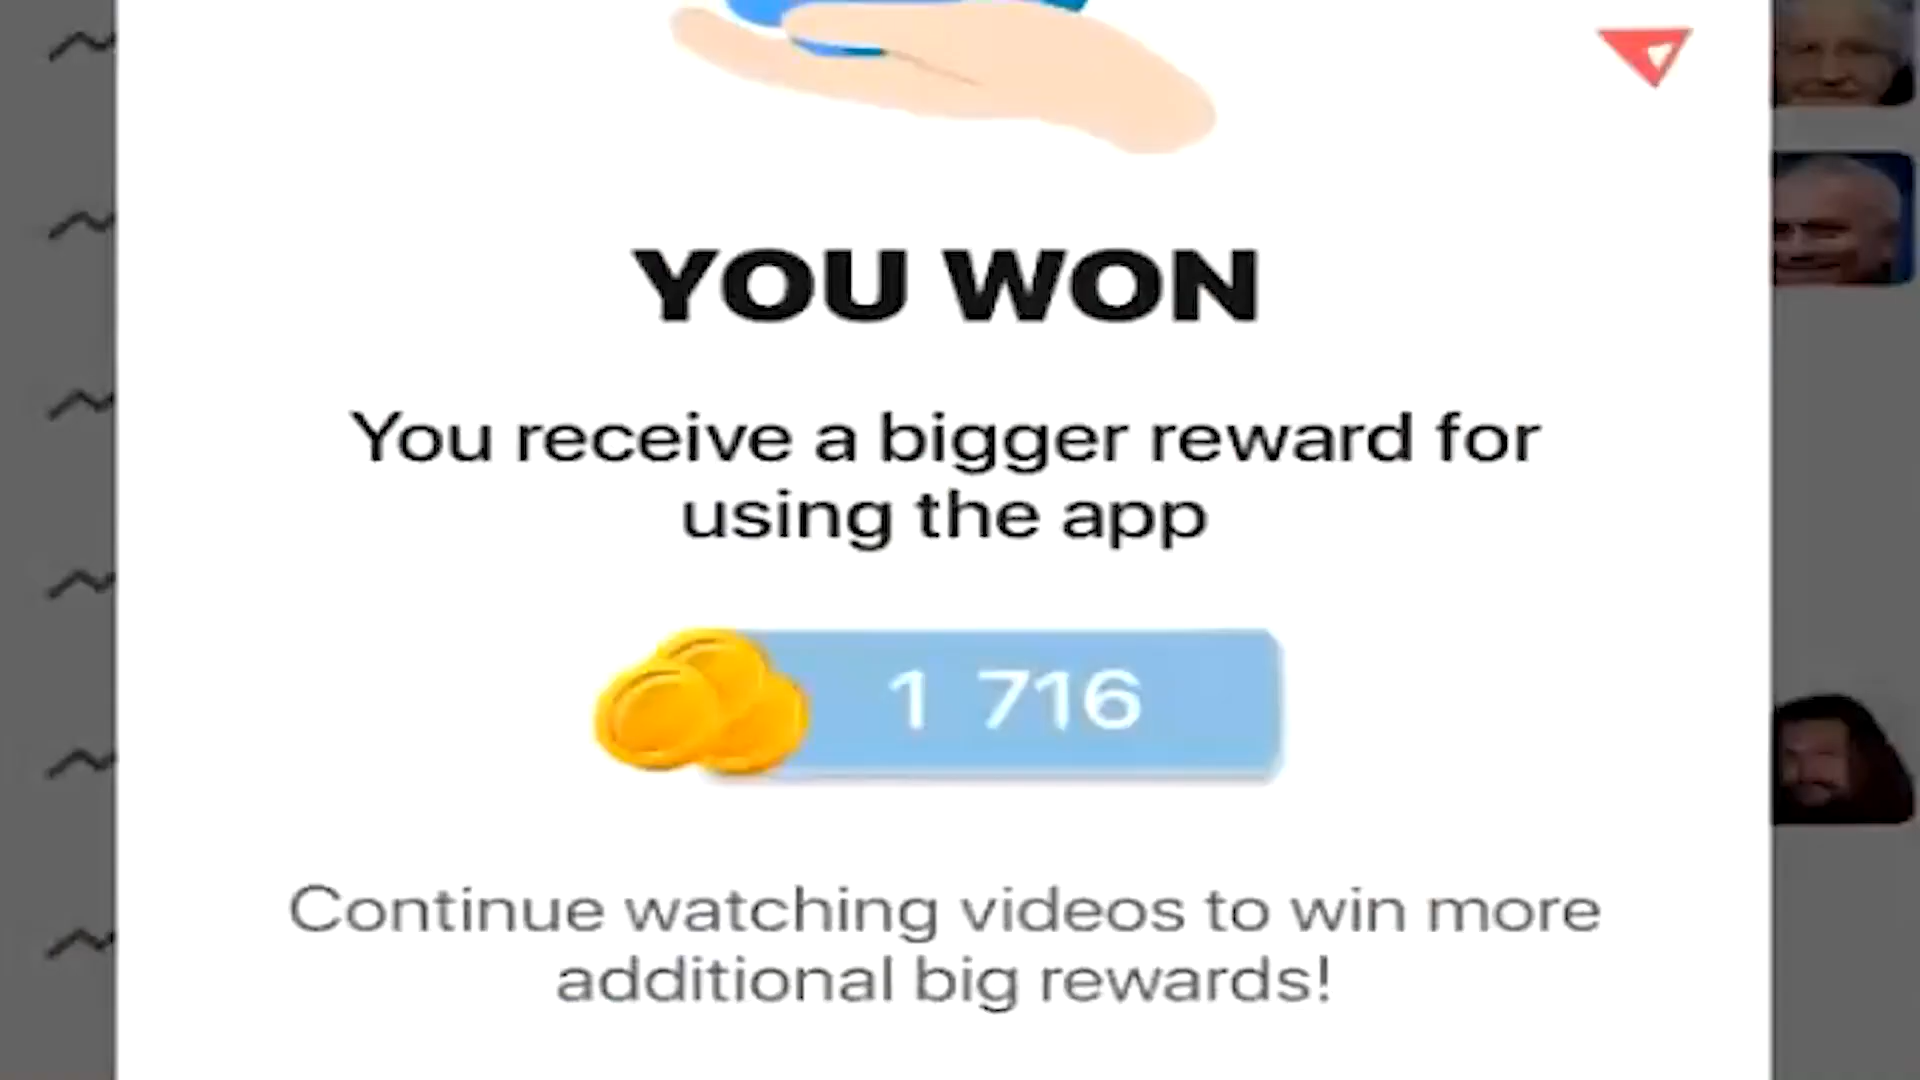 YOU WON
You receive a bigger reward for
using the app
1 716
Continue watching videos to win more
additional big rewards!